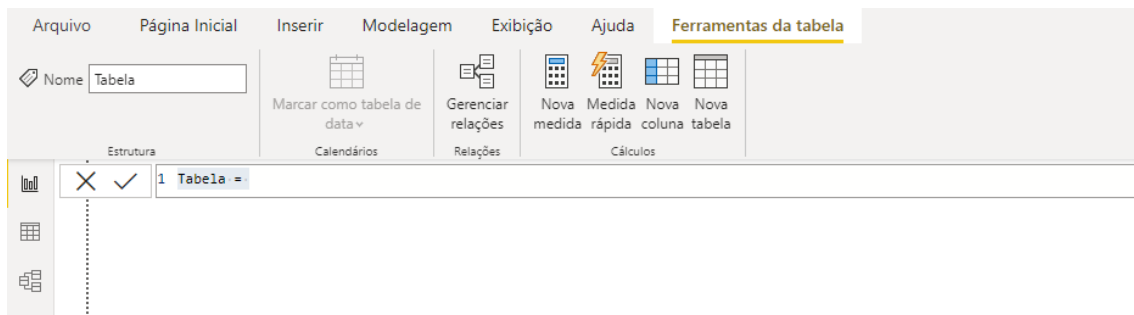 Arquivo Página Inicial Inserir Modelagem Exibição Ajuda Ferramentas da tabela
Nome Tabela
Marcar como tabela de
data
Gerenciar
relações
Nova
medida
Medida
rápida
Nova
coluna
Nova
tabela
Estrutura Calendários Relações Cálculos
1 Tabela =